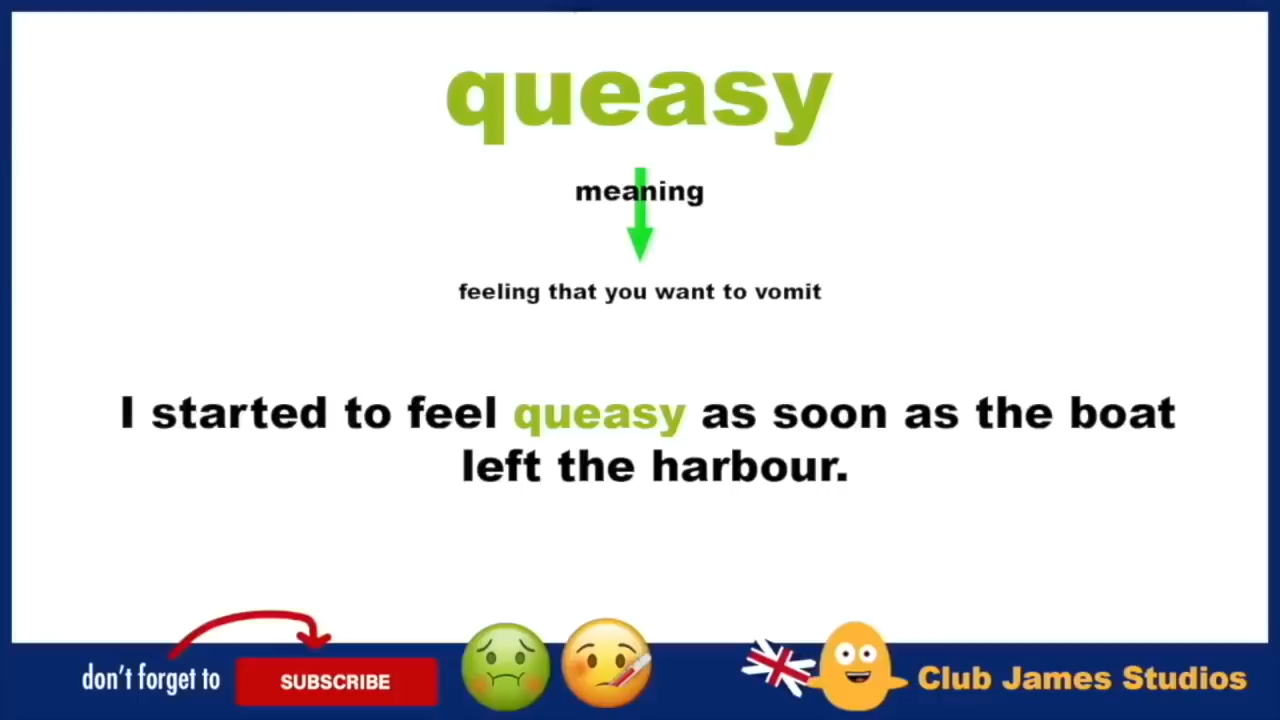 queasy
meaning
feeling that you want to vomit
I started to feel queasy as soon as the boat
left the harbour.
don't forget to
SUBSCRIBE
Club James Studios